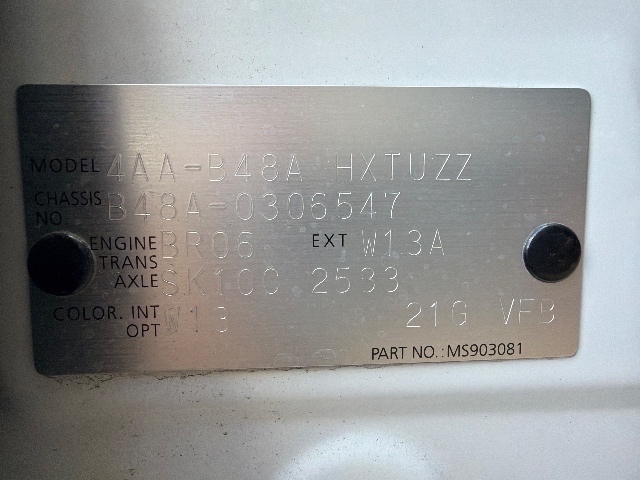 MODEL 4AA-B48A HXTUZZ
CHASSIS NO. B48A-0306547
ENGINE BR06 EXT W13A
TRANS AXLE SK100 2533
COLOR. INT OPT W13 21G VFB
PART NO.: MS903081